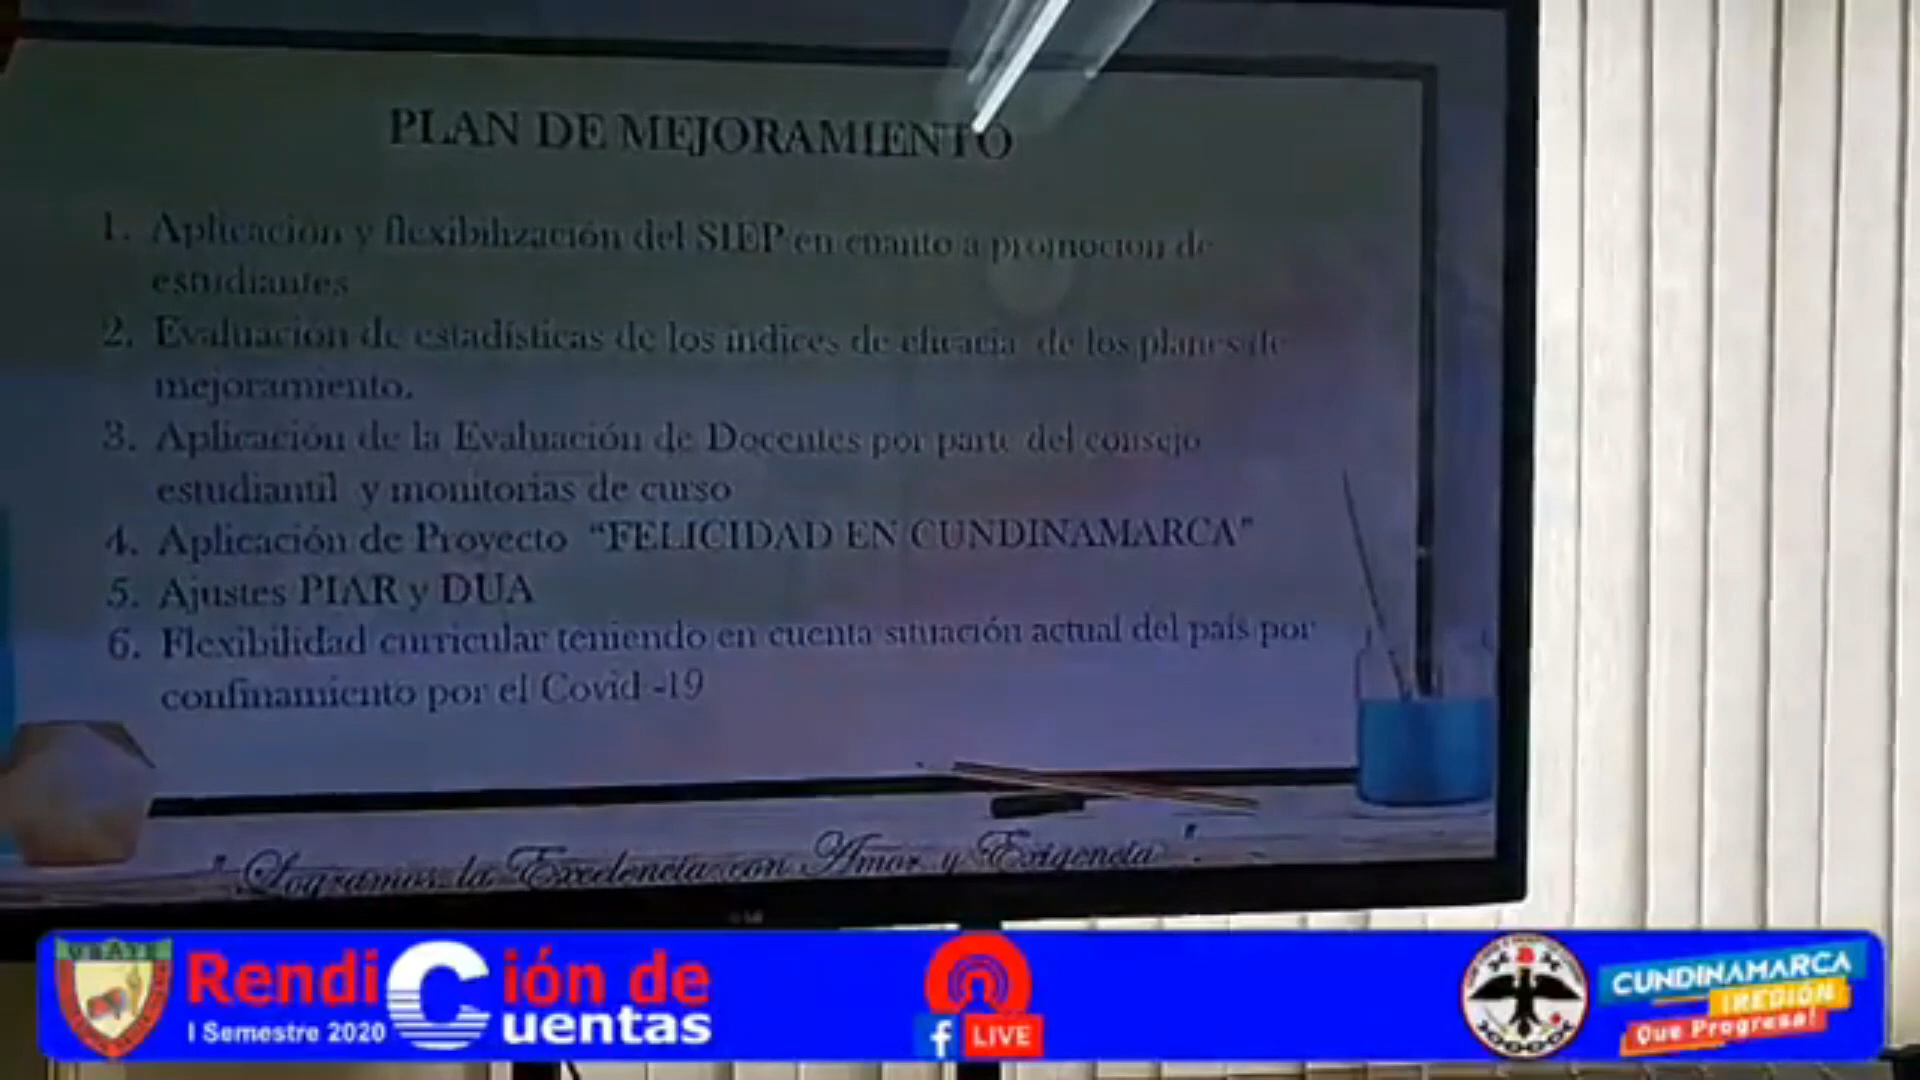 PLAN DE MEJORAMIENTO
1. Aplicación y flexibilización del SIEP en cuanto a promoción de
estudiantes
2. Evaluación de estadísticas de los índices de eficacia de los planes de
mejoramiento.
3. Aplicación de la Evaluación de Docentes por parte del consejo
estudiantil y monitorias de curso
4. Aplicación de Proyecto “FELICIDAD EN CUNDINAMARCA”
5. Ajustes PIAR y DUA
6. Flexibilidad curricular teniendo en cuenta situación actual del país por
confinamiento por el Covid -19
" Logramos la Excelencia con Amor y Exigencia ".
UBATE
Rendición de
Cuentas
I Semestre 2020
f LIVE
CUNDINAMARCA
¡REGIÓN
Que Progresa!